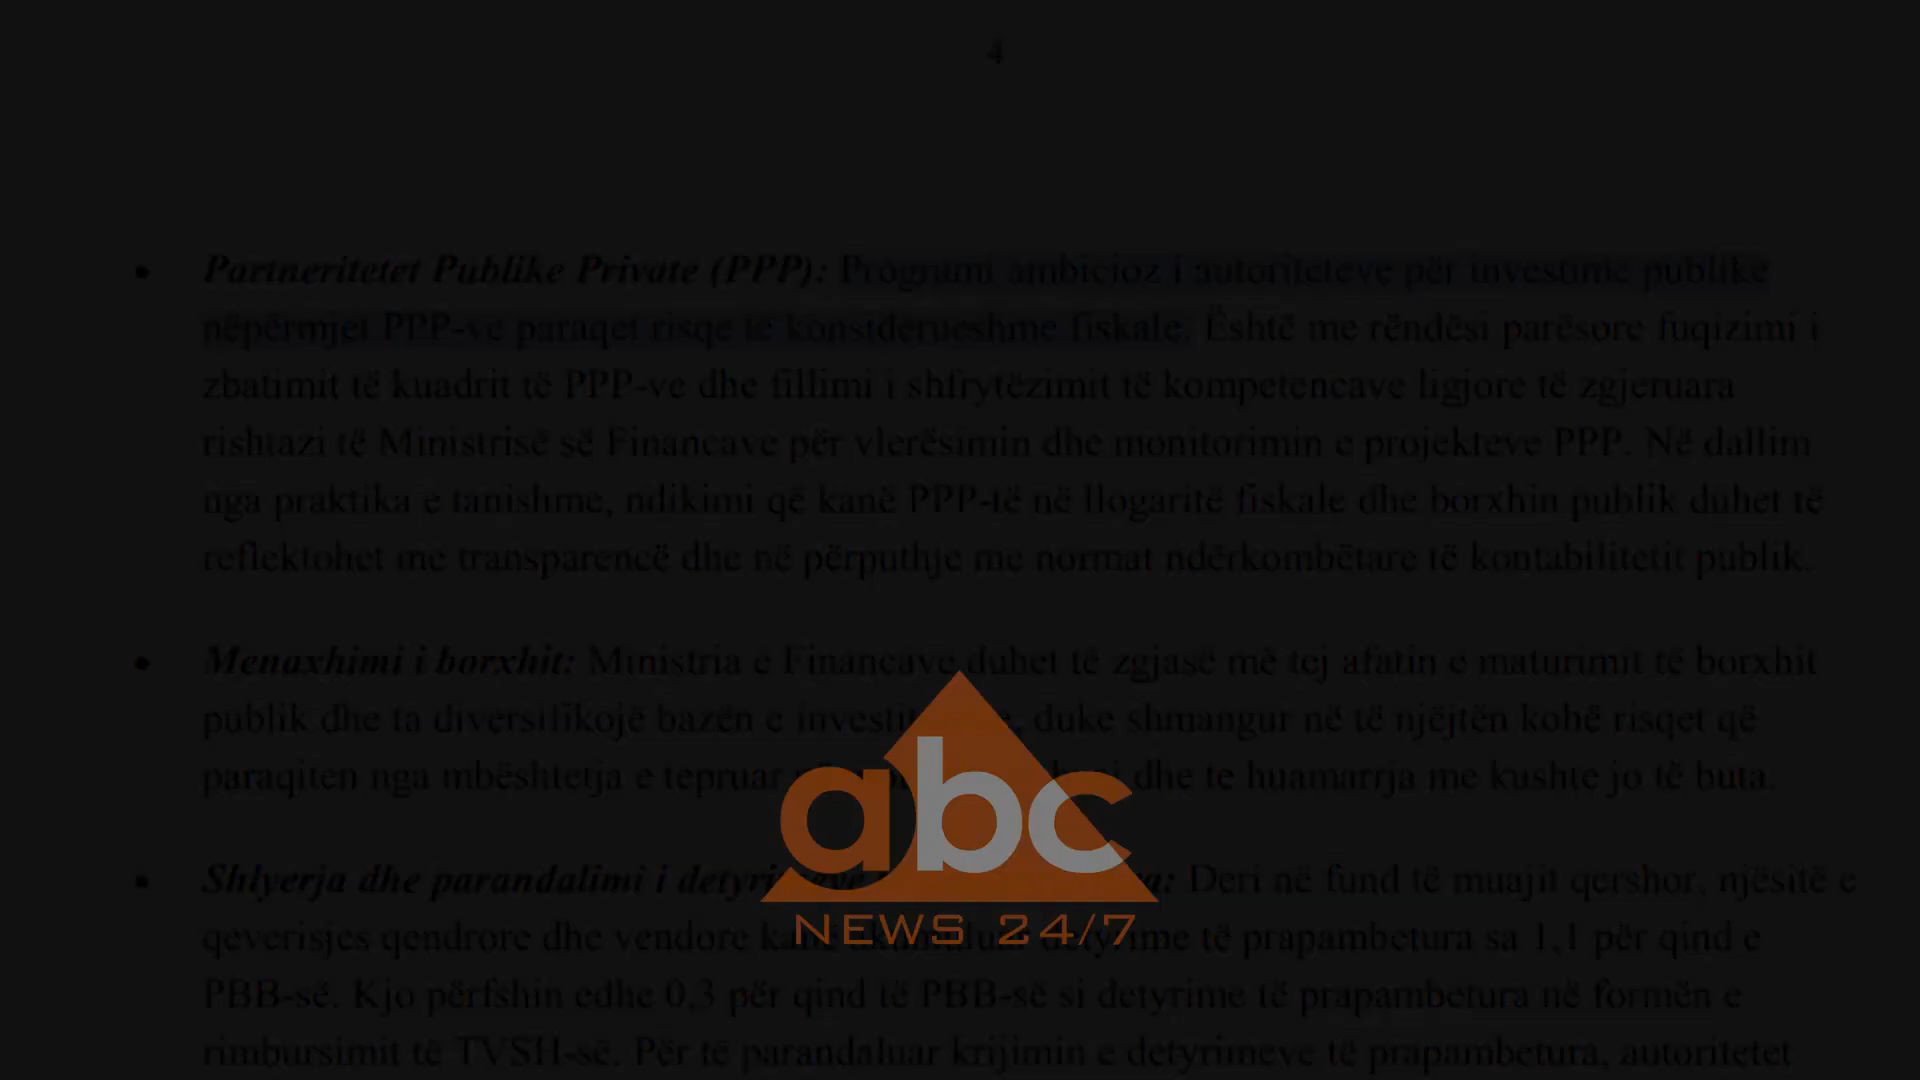 4
• Partneritetet Publike Private (PPP): Programi ambicioz i autoriteteve për investime publike
nëpërmjet PPP-ve paraqet risqe të konsiderueshme fiskale. Është me rëndësi parësore fuqizimi i
zbatimit të kuadrit të PPP-ve dhe fillimi i shfrytëzimit të kompetencave ligjore të zgjeruara
rishtazi të Ministrisë së Financave për vlerësimin dhe monitorimin e projekteve PPP. Në dallim
nga praktika e tanishme, ndikimi që kanë PPP-të në llogaritë fiskale dhe borxhin publik duhet të
reflektohet me transparencë dhe në përputhje me normat ndërkombëtare të kontabilitetit publik.
• Menaxhimi i borxhit: Ministria e Financave duhet të zgjasë më tej afatin e maturimit të borxhit
publik dhe ta diversifikojë bazën e duke shmangur në të njëjtën kohë risqet që
paraqiten nga mbështetja e tepruar dhe te huamarrja me kushte jo të buta.
• Shlyerja dhe parandalimi i Deri në fund të muajit qershor, njësitë e
qeverisjes qendrore dhe vendore detyrime të prapambetura sa 1,1 për qind e
PBB-së. Kjo përfshin edhe 0,3 për qind të PBB-së si detyrime të prapambetura në formën e
rimbursimit të TVSH-së. Për të parandaluar krijimin e detyrimeve të prapambetura, autoritetet
abc
NEWS 24/7